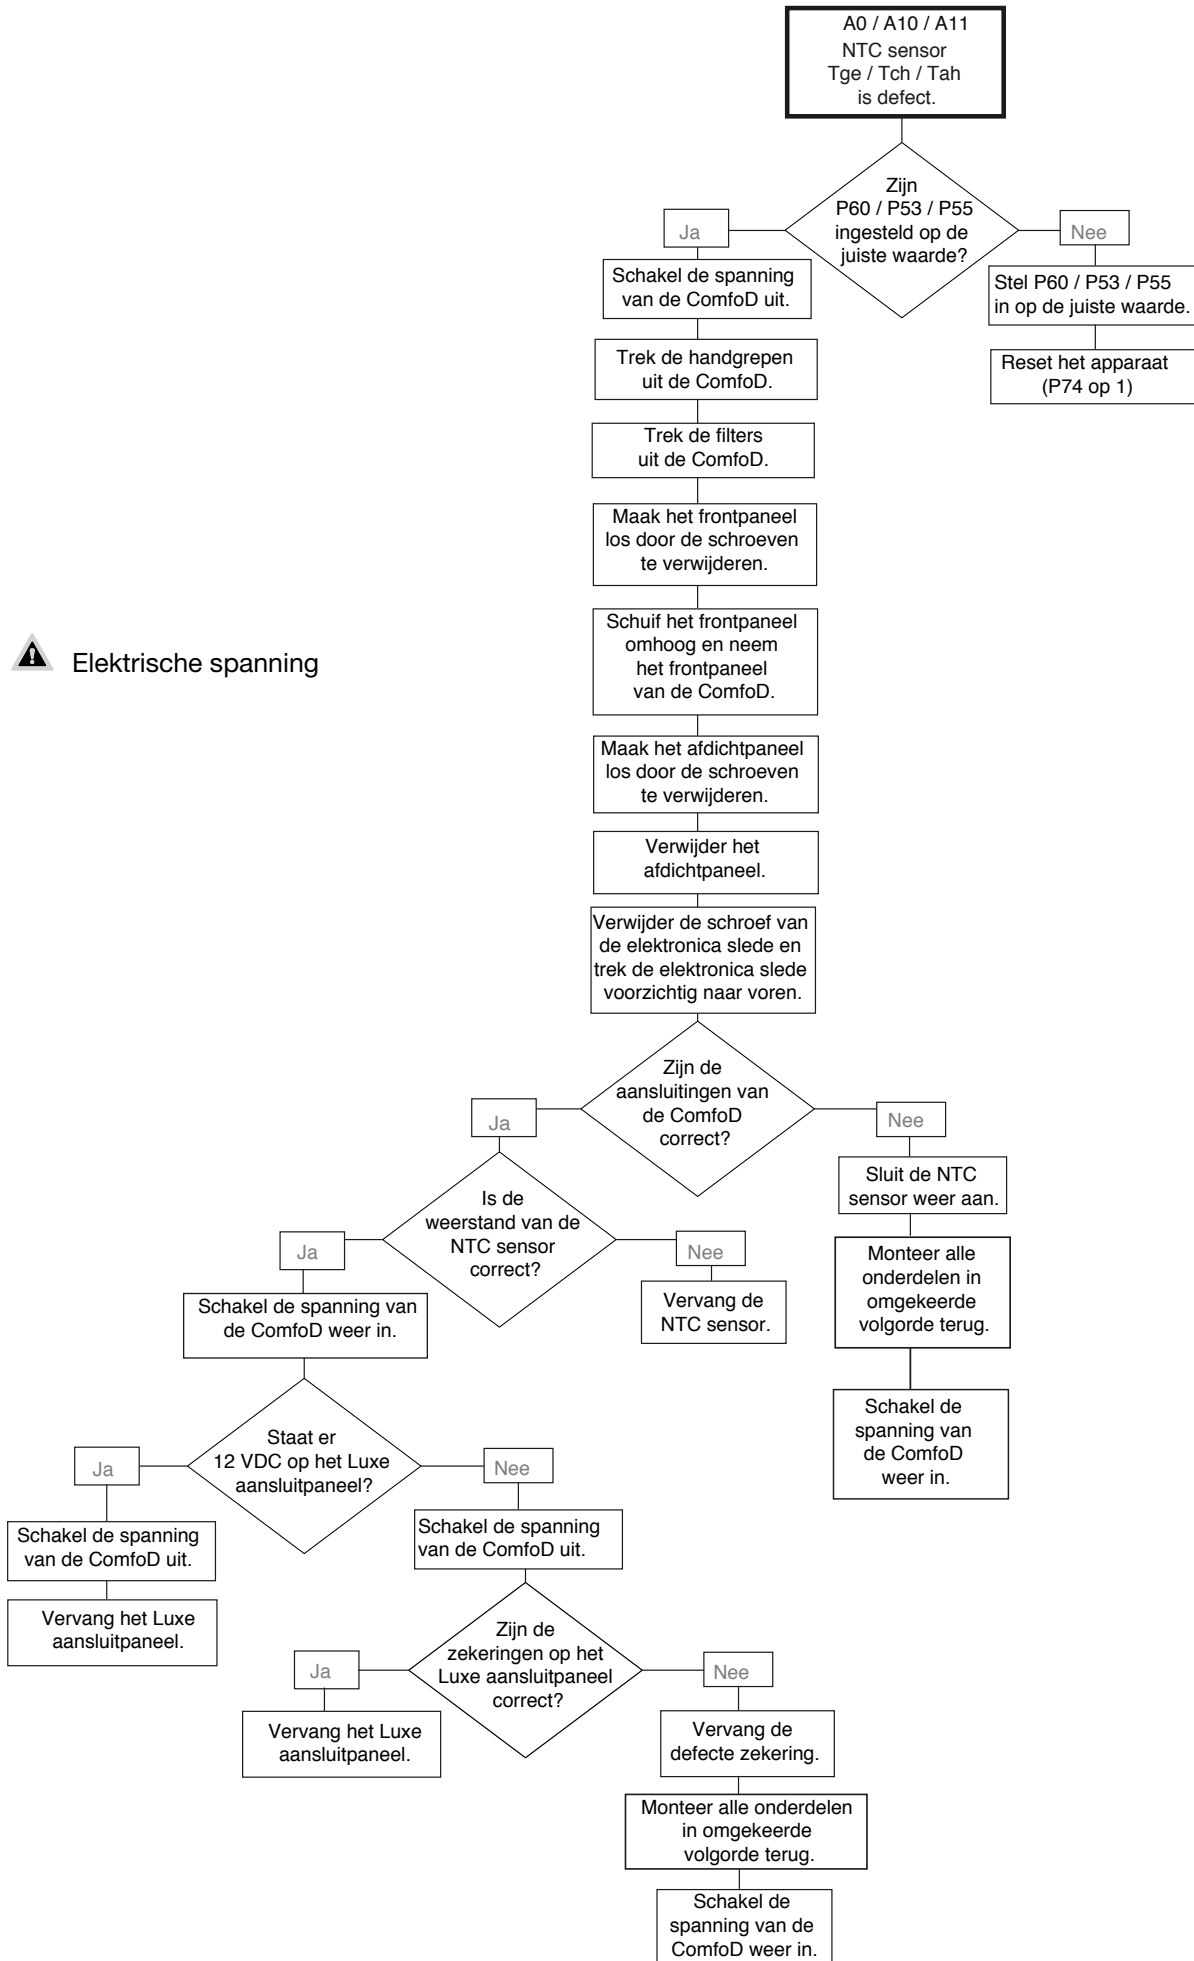 A0 / A10 / A11
NTC sensor
Tge / Tch / Tah
is defect.
Zijn
P60 / P53 / P55
ingesteld op de
juiste waarde?
Ja
Nee
Schakel de spanning
van de ComfoD uit.
Stel P60 / P53 / P55
in op de juiste waarde.
Reset het apparaat
(P74 op 1)
Trek de handgrepen
uit de ComfoD.
Trek de filters
uit de ComfoD.
Maak het frontpaneel
los door de schroeven
te verwijderen.
Schuif het frontpaneel
omhoog en neem
het frontpaneel
van de ComfoD.
Elektrische spanning
Maak het afdichtpaneel
los door de schroeven
te verwijderen.
Verwijder het
afdichtpaneel.
Verwijder de schroef van
de elektronica slede en
trek de elektronica slede
voorzichtig naar voren.
Zijn de
aansluitingen van
de ComfoD
correct?
Ja
Nee
Sluit de NTC
sensor weer aan.
Monteer alle
onderdelen in
omgekeerde
volgorde terug.
Schakel de
spanning van
de ComfoD
weer in.
Is de
weerstand van de
NTC sensor
correct?
Ja
Nee
Vervang de
NTC sensor.
Schakel de spanning van
de ComfoD weer in.
Staat er
12 VDC op het Luxe
aansluitpaneel?
Ja
Nee
Schakel de spanning
van de ComfoD uit.
Vervang het Luxe
aansluitpaneel.
Schakel de spanning
van de ComfoD uit.
Zijn de
zekeringen op het
Luxe aansluitpaneel
correct?
Ja
Nee
Vervang het Luxe
aansluitpaneel.
Vervang de
defecte zekering.
Monteer alle onderdelen
in omgekeerde
volgorde terug.
Schakel de
spanning van de
ComfoD weer in.